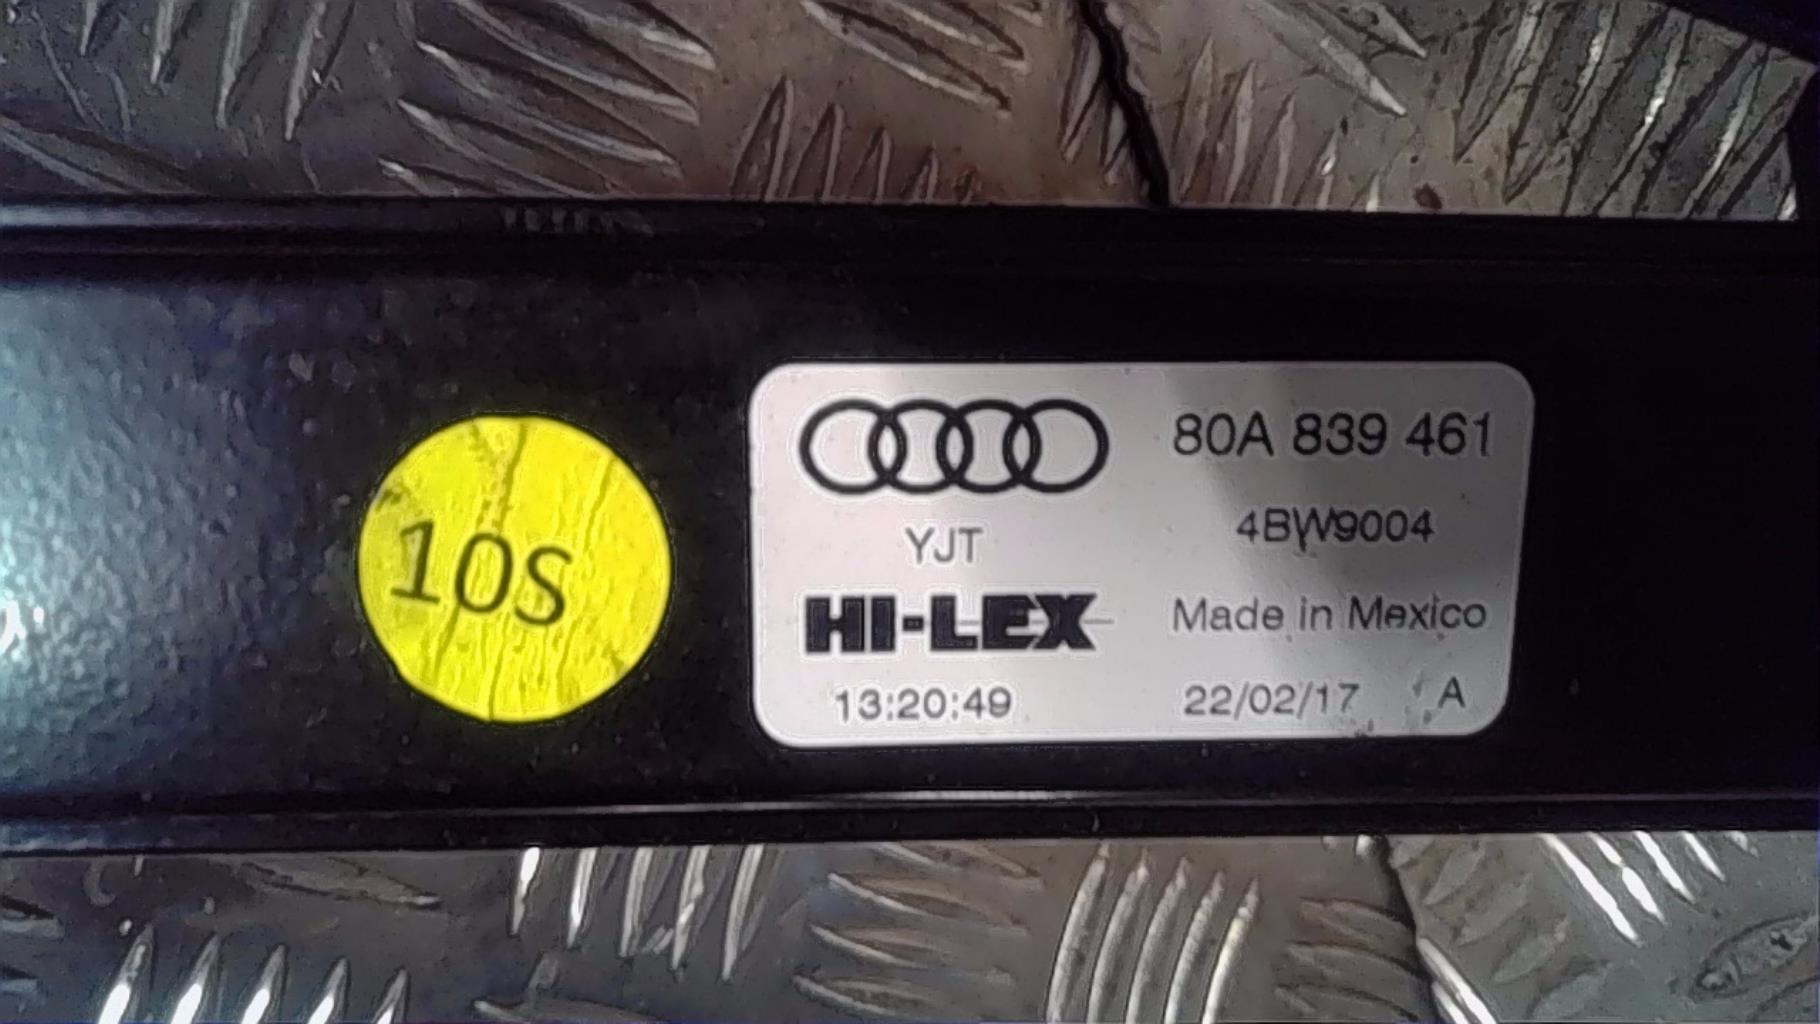 10S
80A 839 461
YJT
4BW9004
HI-LEX
Made in Mexico
13:20:49
22/02/17 A